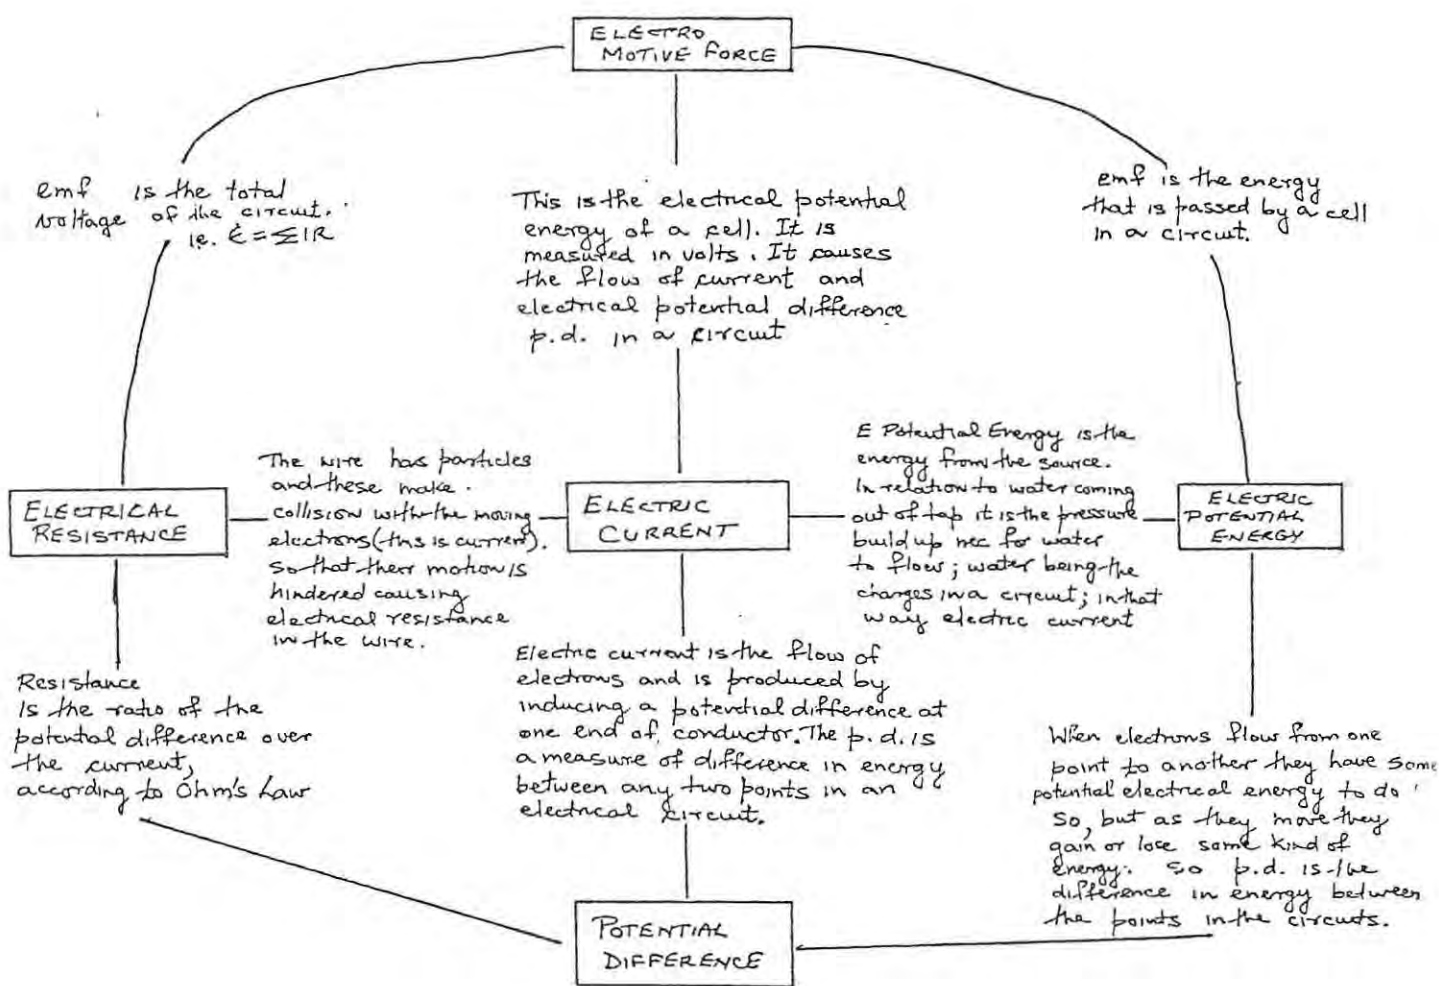 ELECTRO
MOTIVE FORCE
emf is the total
voltage of the circuit.
ie. Ɛ = ΣIR
This is the electrical potential
energy of a cell. It is
measured in volts. It causes
the flow of current and
electrical potential difference
p.d. in a circuit
emf is the energy
that is passed by a cell
in a circuit.
ELECTRICAL
RESISTANCE
The wire has particles
and these make
collision with the moving
electrons (this is current).
so that their motion is
hindered causing
electrical resistance
in the wire.
ELECTRIC
CURRENT
E Potential Energy is the
energy from the source.
In relation to water coming
out of tap it is the pressure
build up nec for water
to flow; water being the
charges in a circuit; in that
way electric current
ELECTRIC
POTENTIAL
ENERGY
Resistance
is the ratio of the
potential difference over
the current,
according to Ohm's Law
Electric current is the flow of
electrons and is produced by
inducing a potential difference at
one end of conductor. The p.d. is
a measure of difference in energy
between any two points in an
electrical circuit.
When electrons flow from one
point to another they have some
potential electrical energy to do
so, but as they move they
gain or lose some kind of
energy. So p.d. is the
difference in energy between
the points in the circuits.
POTENTIAL
DIFFERENCE